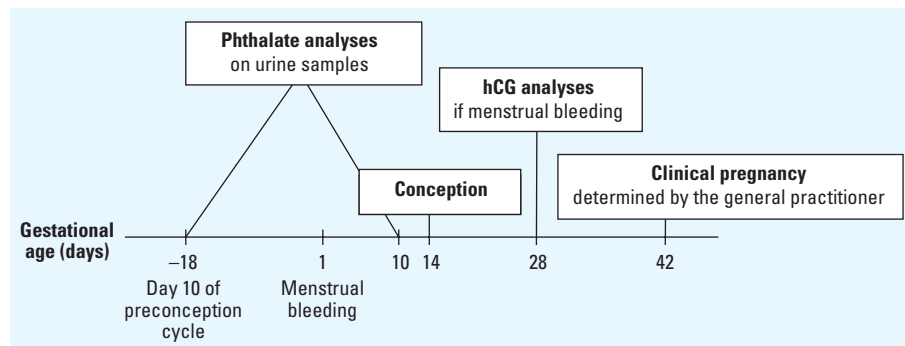 Phthalate analyses
on urine samples
hCG analyses
if menstrual bleeding
Conception
Clinical pregnancy
determined by the general practitioner
Gestational
age (days)
–18
1
10
14
28
42
Day 10 of
preconception
cycle
Menstrual
bleeding